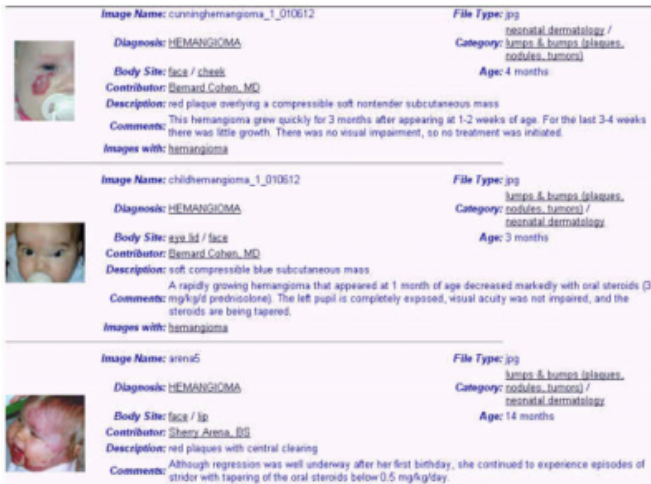 Image Name: cunninghemangioma_1_010612 File Type: jpg
Diagnosis: HEMANGIOMA Category: neonatal dermatology / lumps & bumps (plaques, nodules, tumors)
Body Site: face / cheek Age: 4 months
Contributor: Bernard Cohen, MD
Description: red plaque overlying a compressible soft nontender subcutaneous mass
Comments: This hemangioma grew quickly for 3 months after appearing at 1-2 weeks of age. For the last 3-4 weeks
there was little growth. There was no visual impairment, so no treatment was initiated.
Images with: hemangioma
Image Name: childhemangioma_1_010612 File Type: jpg
Diagnosis: HEMANGIOMA Category: lumps & bumps (plaques, nodules, tumors) / neonatal dermatology
Body Site: eye lid / face Age: 3 months
Contributor: Bernard Cohen, MD
Description: soft compressible blue subcutaneous mass
Comments: A rapidly growing hemangioma that appeared at 1 month of age decreased markedly with oral steroids (3
mg/kg/d prednisolone). The left pupil is completely exposed, visual acuity was not impaired, and the
steroids are being tapered.
Images with: hemangioma
Image Name: arena5 File Type: jpg
Diagnosis: HEMANGIOMA Category: lumps & bumps (plaques, nodules, tumors) / neonatal dermatology
Body Site: face / lip Age: 14 months
Contributor: Sherry Arena, BS
Description: red plaques with central clearing
Comments: Although regression was well underway after her first birthday, she continued to experience episodes of
stridor with tapering of the oral steroids below 0.5 mg/kg/day.